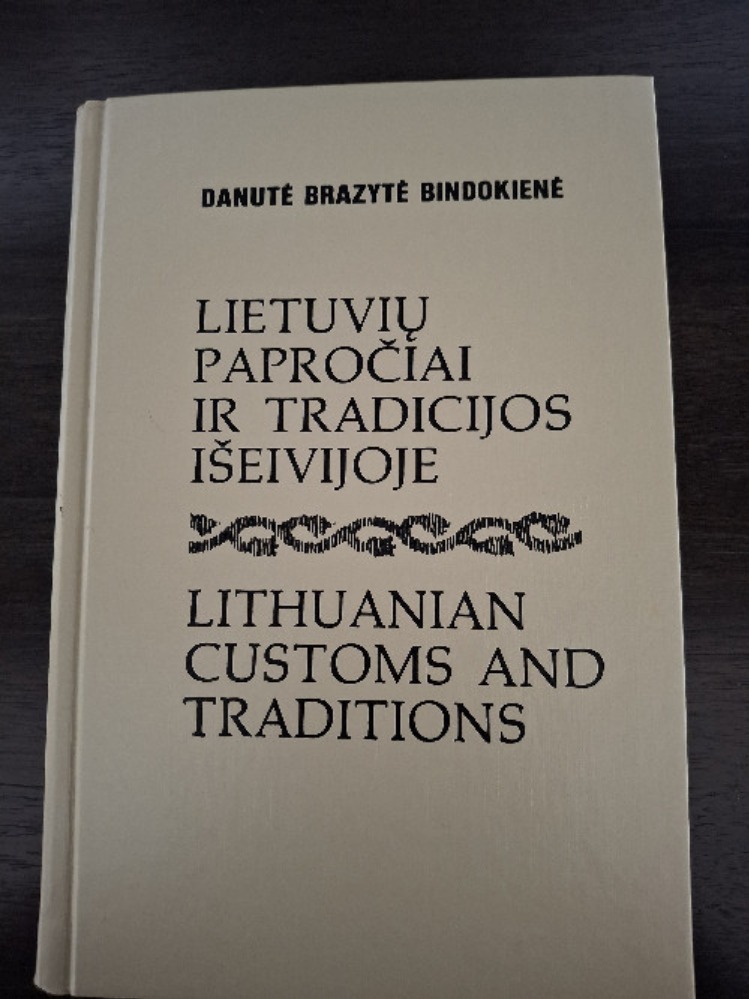 DANUTĖ BRAZYTĖ BINDOKIENĖ
LIETUVIŲ
PAPROČIAI
IR TRADICIJOS
IŠEIVIJOJE
LITHUANIAN
CUSTOMS AND
TRADITIONS